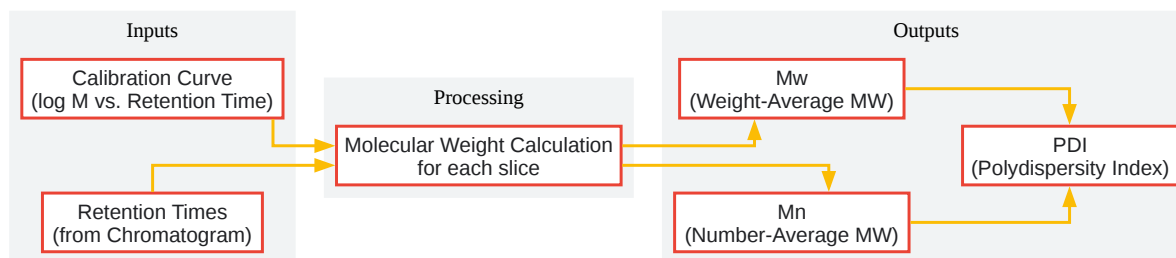 Inputs
Calibration Curve
(log M vs. Retention Time)
Retention Times
(from Chromatogram)
Processing
Molecular Weight Calculation
for each slice
Outputs
Mw
(Weight-Average MW)
Mn
(Number-Average MW)
PDI
(Polydispersity Index)